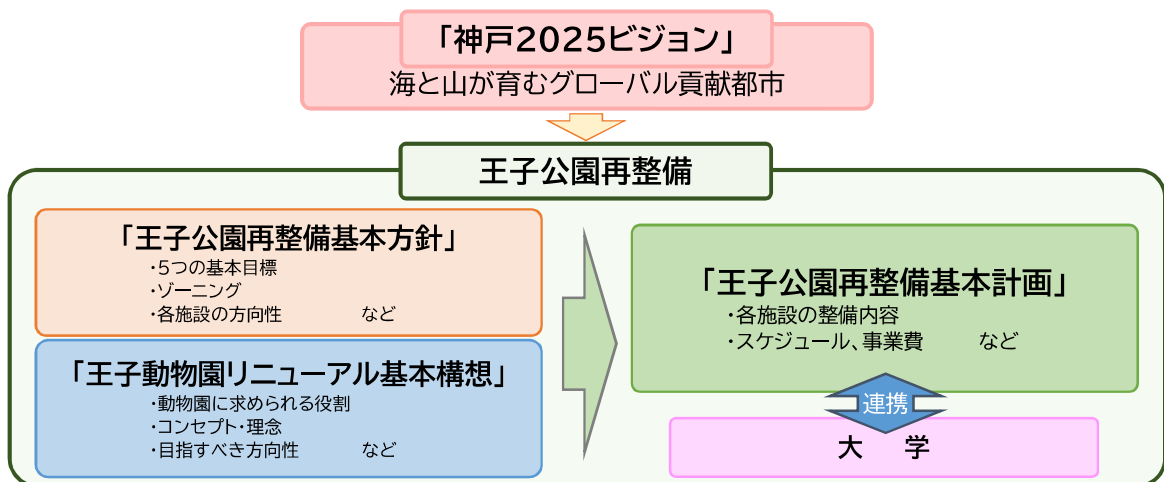 「神戸2025ビジョン」
海と山が育むグローバル貢献都市
王子公園再整備
「王子公園再整備基本方針」
・5つの基本目標
・ゾーニング
・各施設の方向性　など
「王子動物園リニューアル基本構想」
・動物園に求められる役割
・コンセプト・理念
・目指すべき方向性　など
「王子公園再整備基本計画」
・各施設の整備内容
・スケジュール、事業費　など
連携
大　学